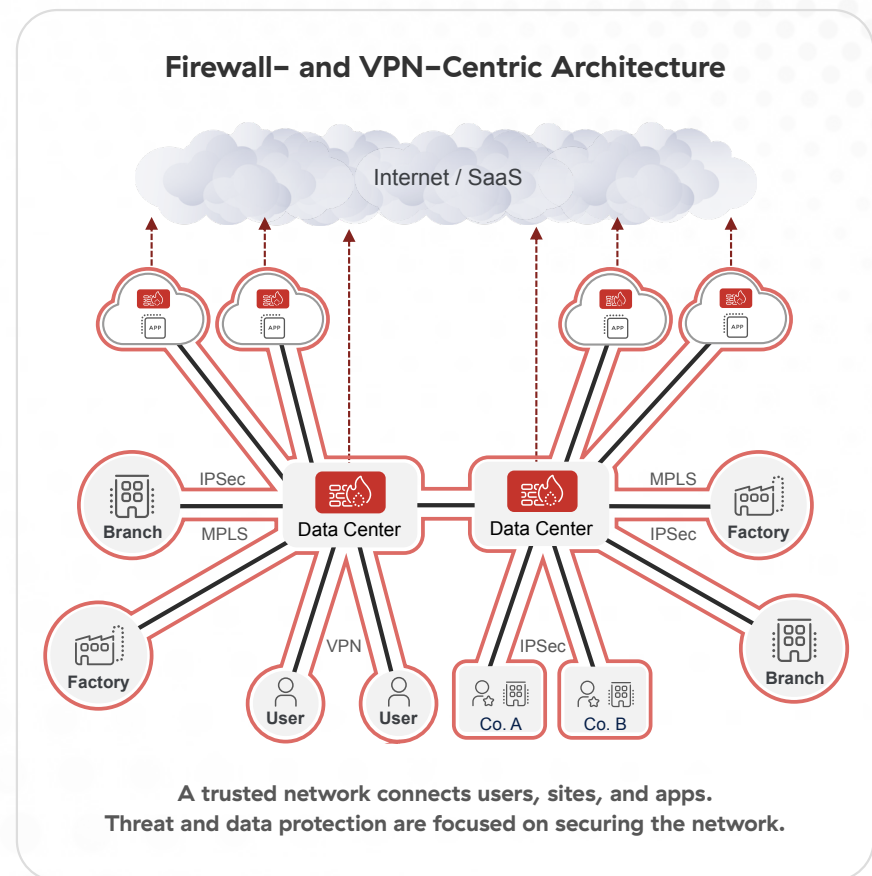 Firewall- and VPN-Centric Architecture
Internet / SaaS
APP
APP
APP
APP
IPSec
MPLS
Branch
MPLS
Data Center
Data Center
IPSec
Factory
Factory
VPN
IPSec
Branch
User
User
Co. A
Co. B
A trusted network connects users, sites, and apps.
Threat and data protection are focused on securing the network.